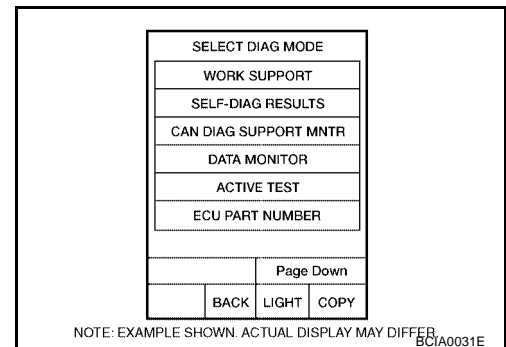 SELECT DIAG MODE
WORK SUPPORT
SELF-DIAG RESULTS
CAN DIAG SUPPORT MNTR
DATA MONITOR
ACTIVE TEST
ECU PART NUMBER
Page Down
BACK LIGHT COPY
NOTE: EXAMPLE SHOWN. ACTUAL DISPLAY MAY DIFFER.
BCIA0031E